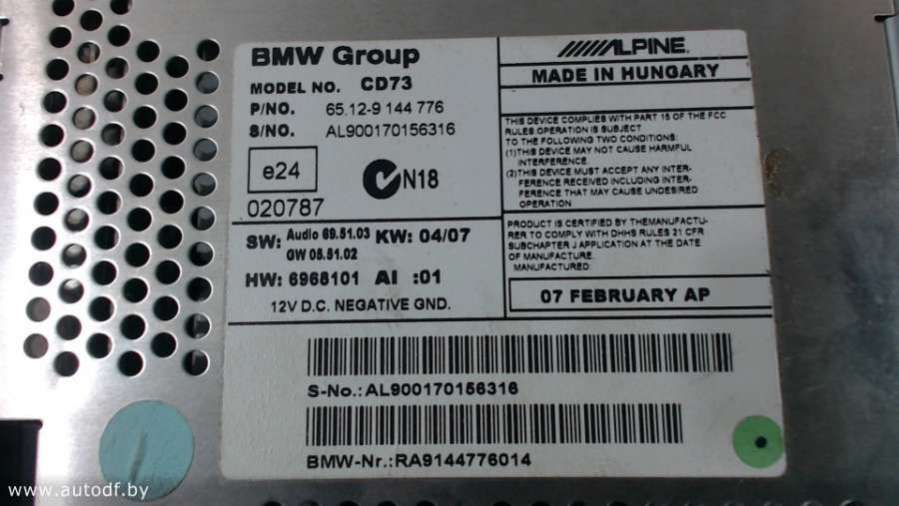 BMW Group
MODEL NO. CD73
P/NO. 65.12-9 144 776
S/NO. AL900170156316
e24
020787
N18
SW: Audio 69.51.03 KW: 04/07
GW 05.51.02
HW: 6968101 AI :01
12V D.C. NEGATIVE GND.
ALPINE
MADE IN HUNGARY
THIS DEVICE COMPLIES WITH PART 15 OF THE FCC
RULES OPERATION IS SUBJECT
TO THE FOLLOWING TWO CONDITIONS:
(1)THIS DEVICE MAY NOT CAUSE HARMFUL
INTERFERENCE.
(2)THIS DEVICE MUST ACCEPT ANY INTER-
FERENCE RECEIVED INCLUDING INTER-
FERENCE THAT MAY CAUSE UNDESIRED
OPERATION
PRODUCT IS CERTIFIED BY THEMANUFACTU-
RER TO COMPLY WITH DHHS RULES 21 CFR
SUBCHAPTER J APPLICATION AT THE DATE
OF MANUFACTURE.
MANUFACTURED:
07 FEBRUARY AP
S-No.: AL900170156316
BMW-Nr.: RA9144776014
www.autodf.by